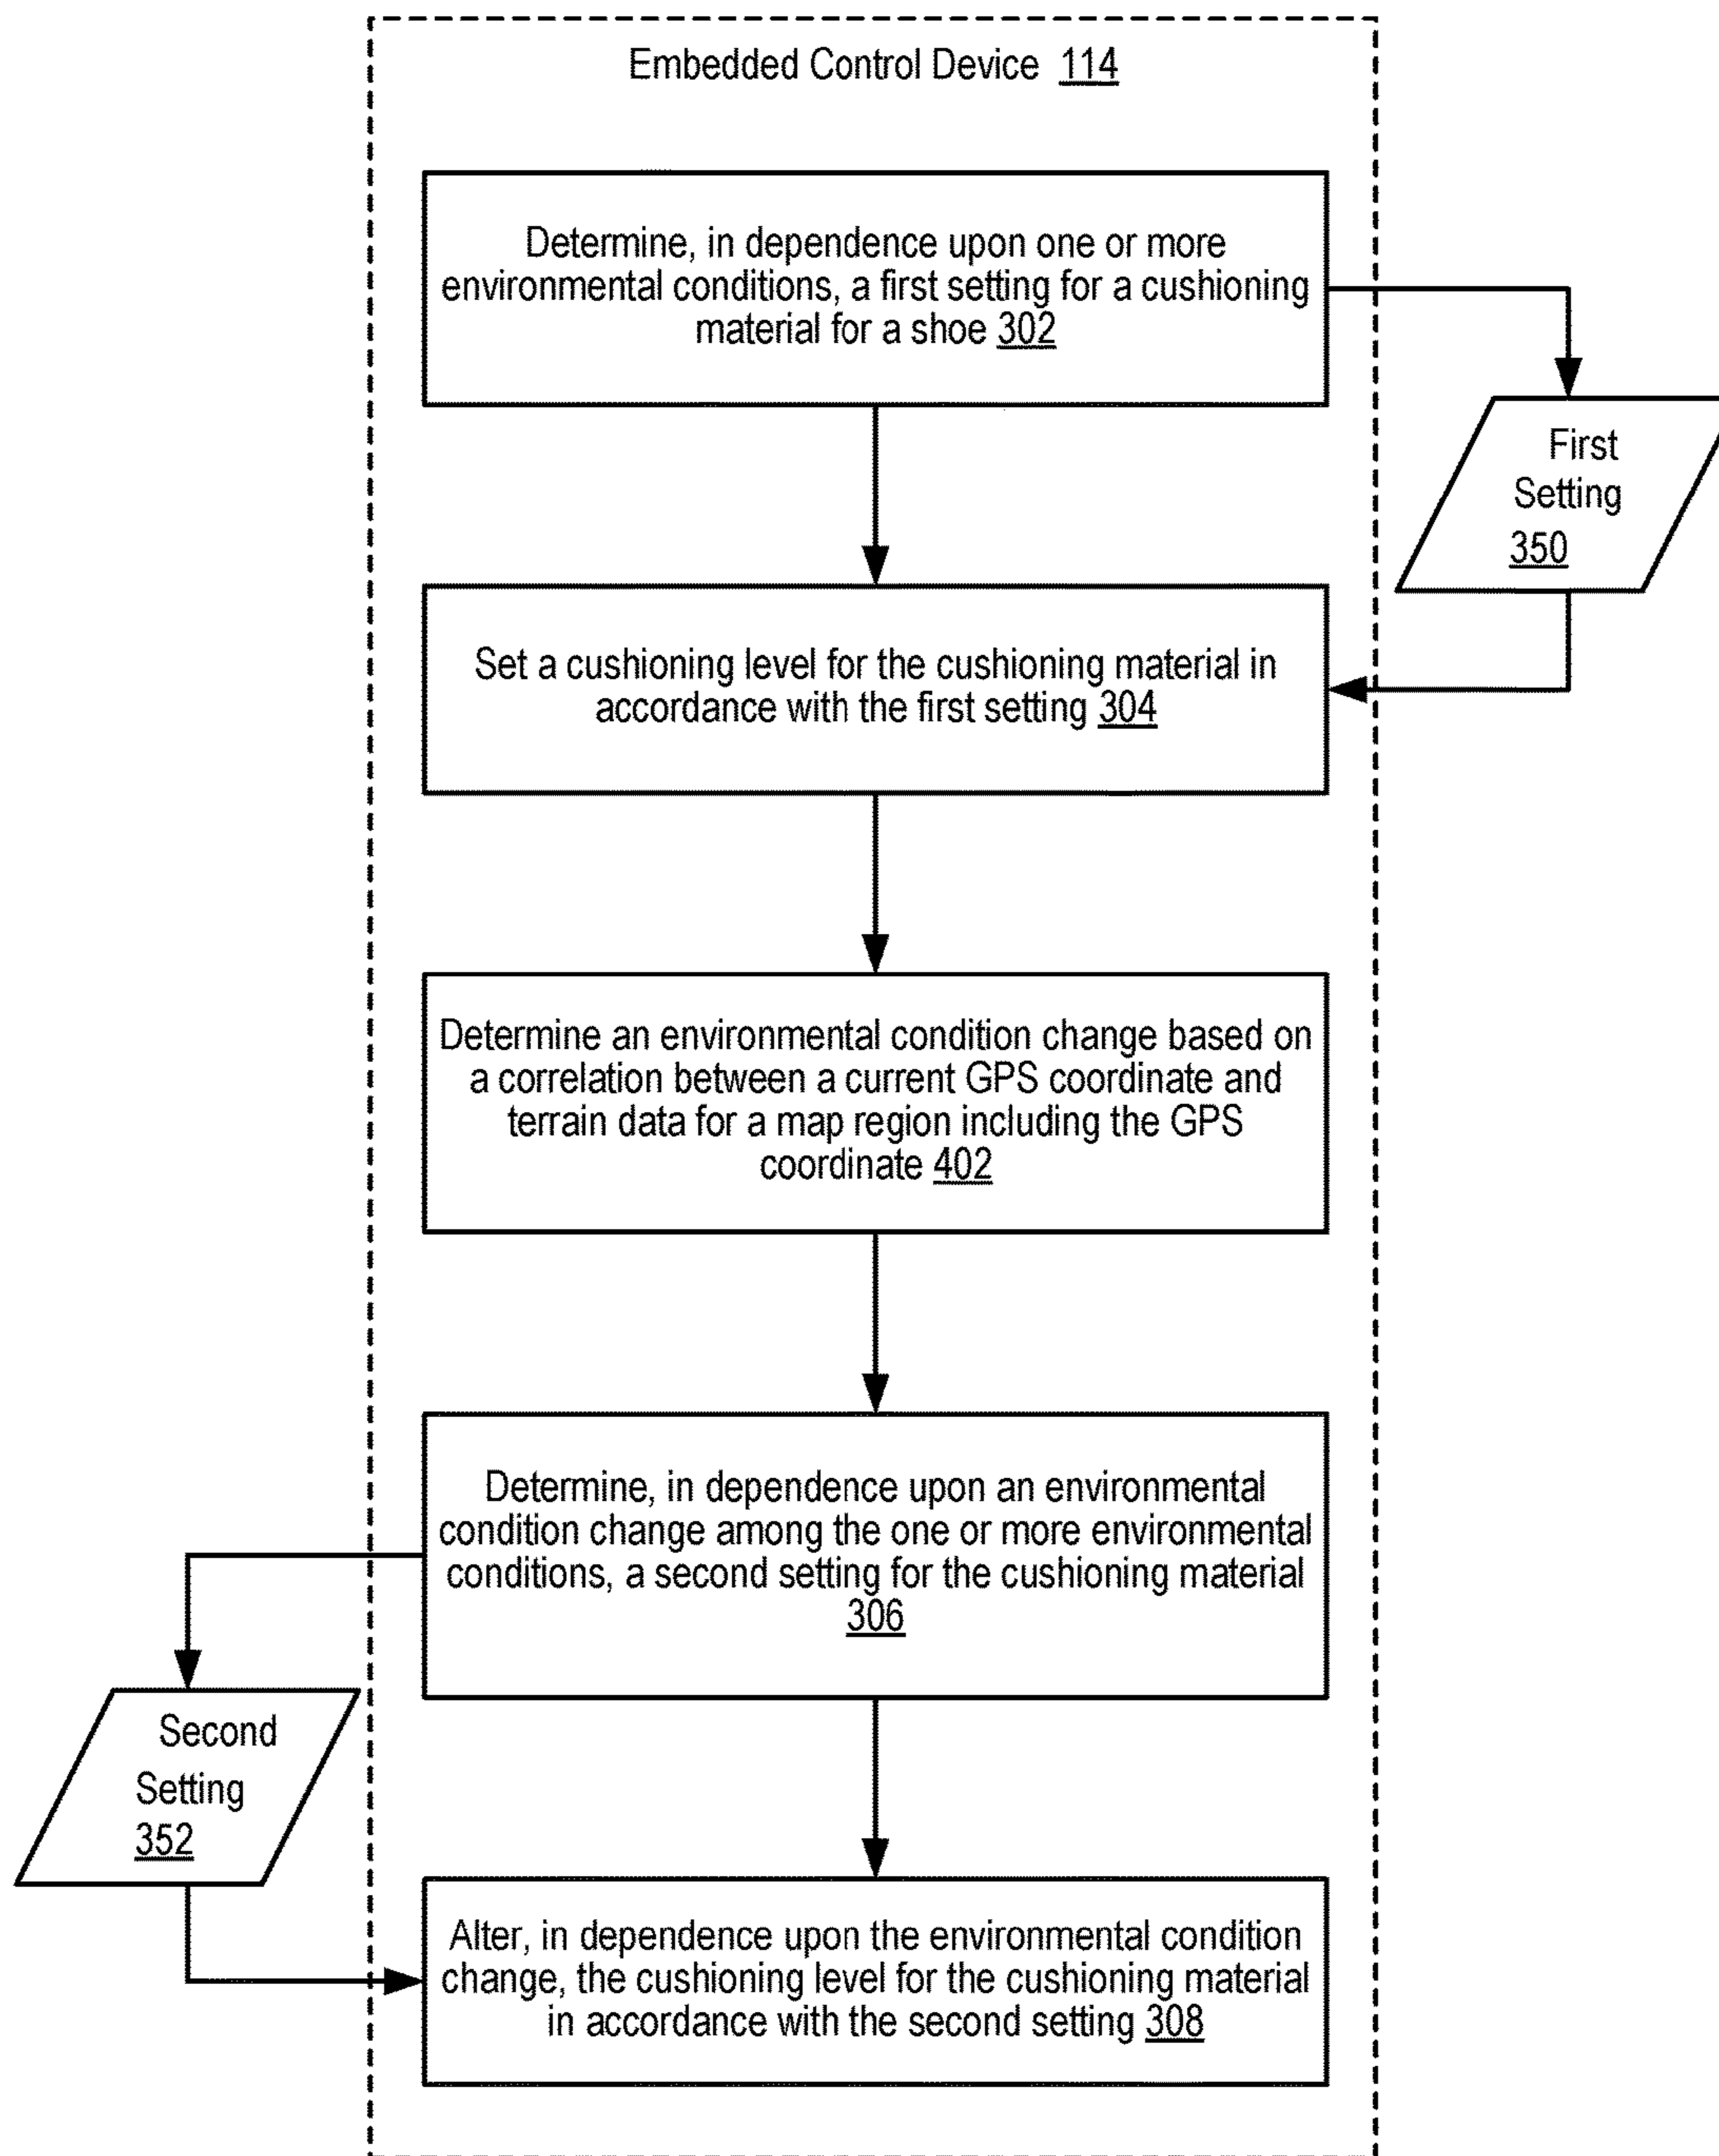 Embedded Control Device 114
Determine, in dependence upon one or more
environmental conditions, a first setting for a cushioning
material for a shoe 302
First
Setting
350
Set a cushioning level for the cushioning material in
accordance with the first setting 304
Determine an environmental condition change based on
a correlation between a current GPS coordinate and
terrain data for a map region including the GPS
coordinate 402
Determine, in dependence upon an environmental
condition change among the one or more environmental
conditions, a second setting for the cushioning material
306
Second
Setting
352
Alter, in dependence upon the environmental condition
change, the cushioning level for the cushioning material
in accordance with the second setting 308